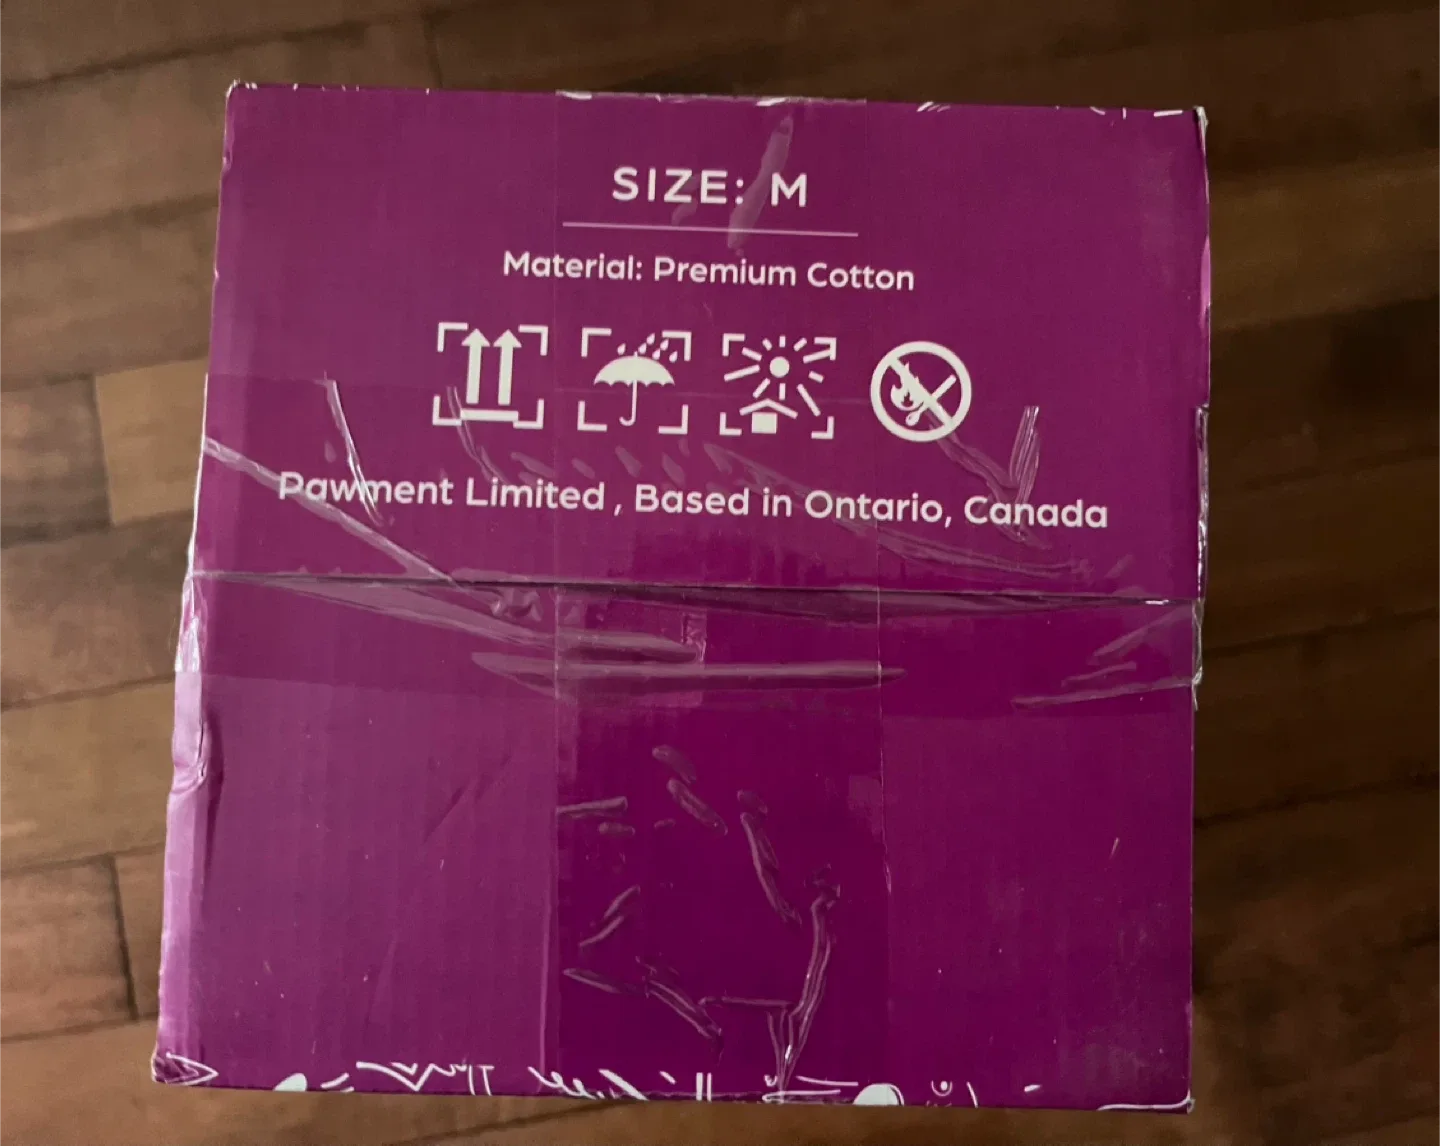 SIZE: M
Material: Premium Cotton
Pawment Limited , Based in Ontario, Canada